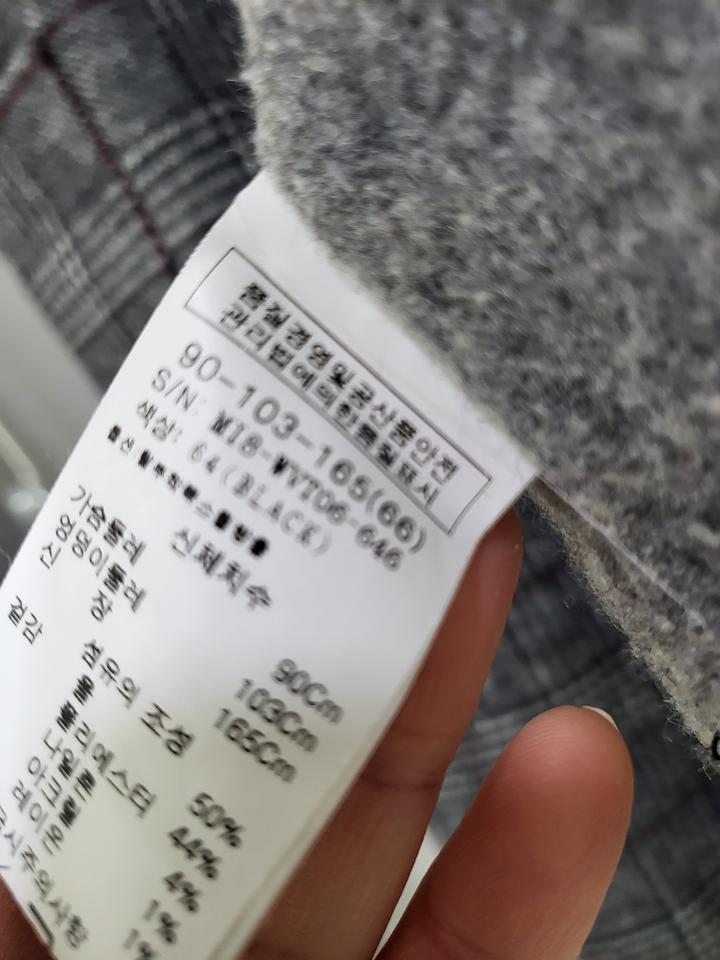 품질경영및공산품안전
관리법에의한품질표시
90-103-165(66)
S/N: MI8-WVT06-646
색상: 64(BLACK)
신체치수
가슴둘레 90Cm
엉덩이둘레 103Cm
신 장 165Cm
섬유의 조성
겉감 울 50%
폴리에스터 44%
나일론 4%
아크릴 1%
레이온 1%